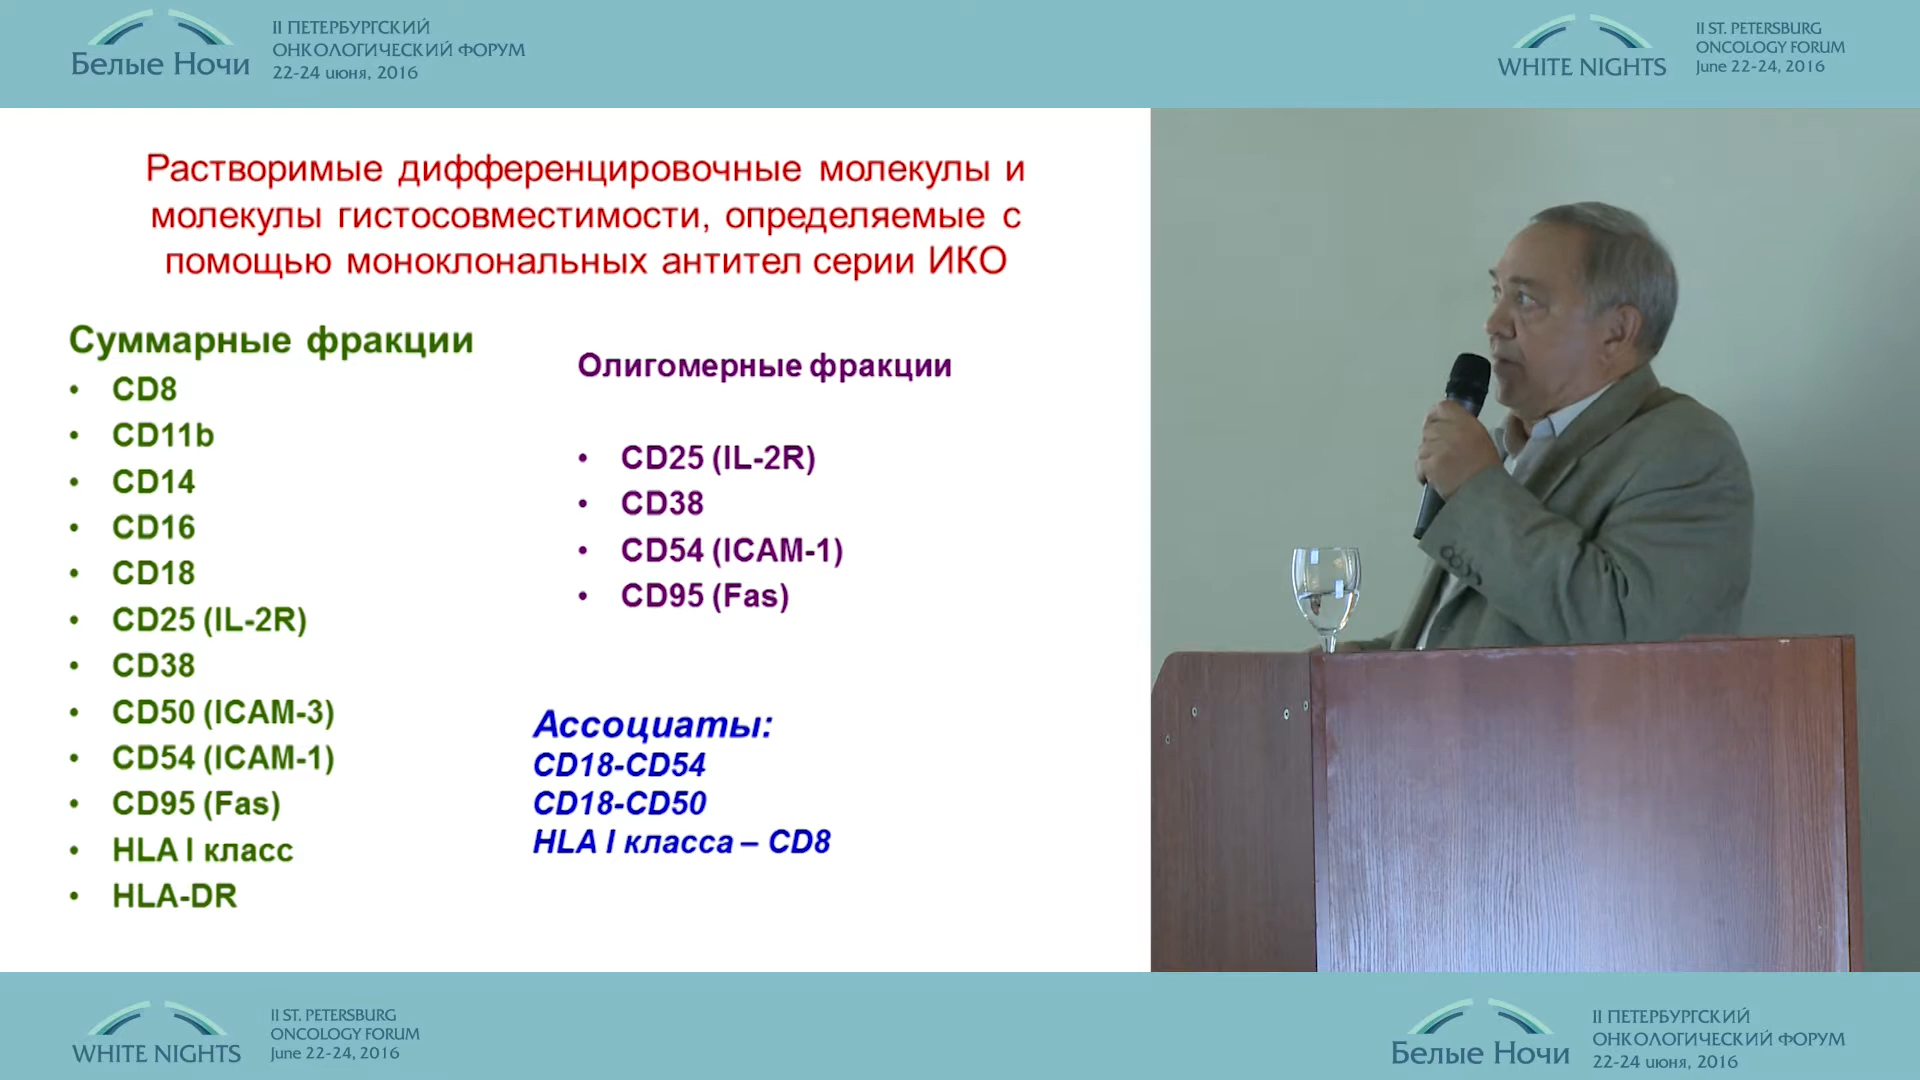 Белые Ночи
II ПЕТЕРБУРГСКИЙ
ОНКОЛОГИЧЕСКИЙ ФОРУМ
22-24 июня, 2016
WHITE NIGHTS
II ST. PETERSBURG
ONCOLOGY FORUM
June 22-24, 2016
Растворимые дифференцировочные молекулы и
молекулы гистосовместимости, определяемые с
помощью моноклональных антител серии ИКО
Суммарные фракции
• CD8
• CD11b
• CD14
• CD16
• CD18
• CD25 (IL-2R)
• CD38
• CD50 (ICAM-3)
• CD54 (ICAM-1)
• CD95 (Fas)
• HLA I класс
• HLA-DR
Олигомерные фракции
• CD25 (IL-2R)
• CD38
• CD54 (ICAM-1)
• CD95 (Fas)
Ассоциаты:
CD18-CD54
CD18-CD50
HLA I класса – CD8
WHITE NIGHTS
II ST. PETERSBURG
ONCOLOGY FORUM
June 22-24, 2016
Белые Ночи
II ПЕТЕРБУРГСКИЙ
ОНКОЛОГИЧЕСКИЙ ФОРУМ
22-24 июня, 2016